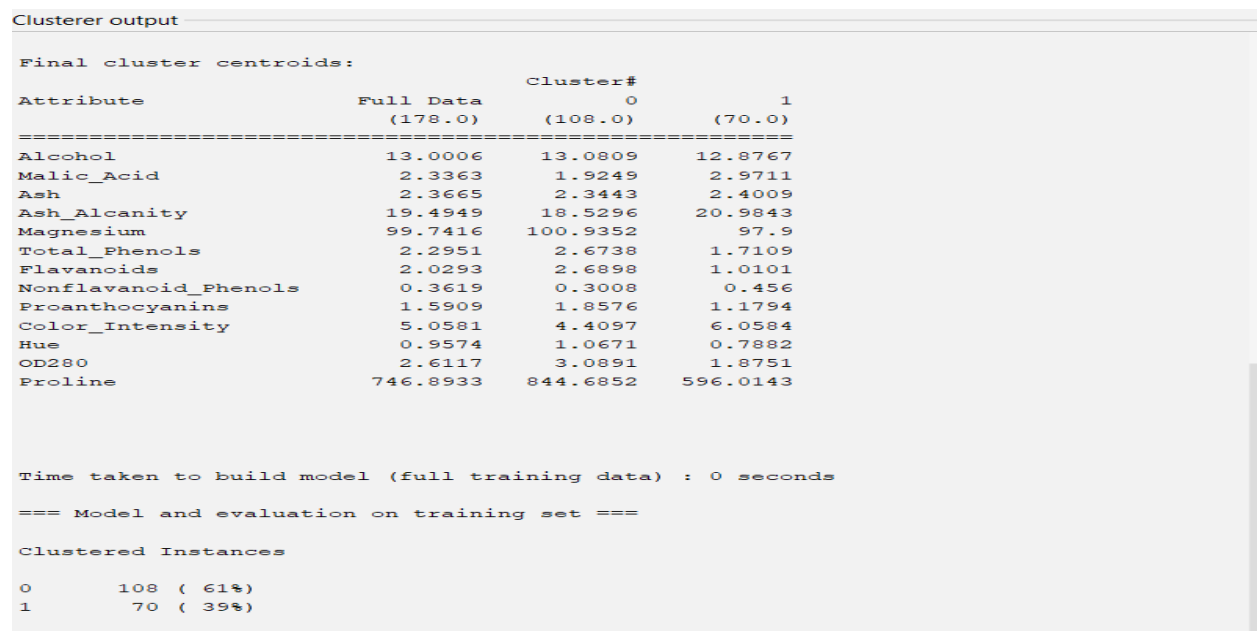 Clusterer output
Final cluster centroids:
Cluster#
Attribute Full Data 0 1
(178.0) (108.0) (70.0)
=======================================================
Alcohol 13.0006 13.0809 12.8767
Malic_Acid 2.3363 1.9249 2.9711
Ash 2.3665 2.3443 2.4009
Ash_Alcanity 19.4949 18.5296 20.9843
Magnesium 99.7416 100.9352 97.9
Total_Phenols 2.2951 2.6738 1.7109
Flavanoids 2.0293 2.6898 1.0101
Nonflavanoid_Phenols 0.3619 0.3008 0.456
Proanthocyanins 1.5909 1.8576 1.1794
Color_Intensity 5.0581 4.4097 6.0584
Hue 0.9574 1.0671 0.7882
OD280 2.6117 3.0891 1.8751
Proline 746.8933 844.6852 596.0143
Time taken to build model (full training data) : 0 seconds
=== Model and evaluation on training set ===
Clustered Instances
0 108 ( 61%)
1 70 ( 39%)